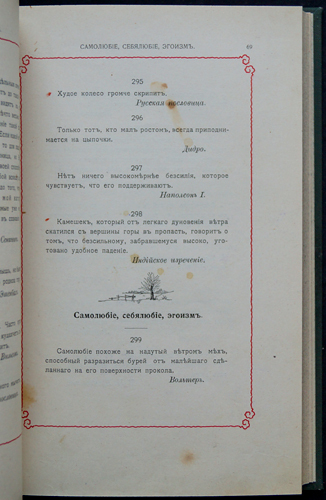 САМОЛЮБІЕ, СЕБЯЛЮБІЕ, ЭГОИЗМЪ.
69
295
Худое колесо громче скрипитъ.
Русская пословица.
296
Только тотъ, кто малъ ростомъ, всегда приподни-
мается на цыпочки.
Дидро.
297
Нѣтъ ничего высокомѣрнѣе безсилія, которое
чувствуетъ, что его поддерживаютъ.
Наполеонъ I.
298
Камешекъ, который отъ легкаго дуновенія вѣтра
скатился съ вершины горы въ пропасть, говоритъ о
томъ, что безсильному, забравшемуся высоко, уго-
товано удобное паденіе.
Индійское изреченіе.
Самолюбіе, себялюбіе, эгоизмъ.
299
Самолюбіе похоже на надутый вѣтромъ мѣхъ,
способный разразиться бурей отъ малѣйшаго сдѣ-
ланнаго на его поверхности прокола.
Вольтеръ.